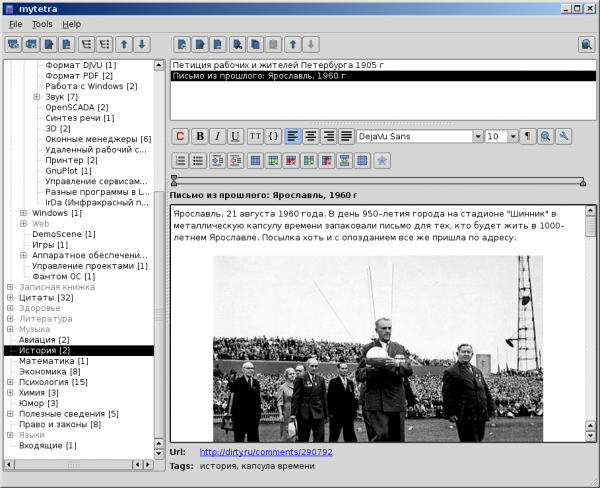 mytetra
File Tools Help
Формат DJVU [1]
Формат PDF [2]
Работа с Windows [2]
Звук [7]
OpenSCADA [2]
Синтез речи [1]
3D [2]
Оконные менеджеры [6]
Удаленный рабочий с...
Принтер [2]
GnuPlot [1]
Управление сервисам...
Разные программы в L...
IrDa (Инфракрасный п...
Windows [1]
Web
DemoScene [1]
Игры [1]
Аппаратное обеспечени...
Управление проектами [1]
Фантом ОС [1]
Записная книжка
Цитаты [32]
Здоровье
Литература
Музыка
Авиация [2]
История [2]
Математика [1]
Экономика [8]
Психология [15]
Химия [3]
Юмор [3]
Полезные сведения [5]
Право и законы [8]
Языки
Входящие [1]
Петиция рабочих и жителей Петербурга 1905 г
Письмо из прошлого: Ярославль, 1960 г
C B I U TT {} DejaVu Sans 10 ¶
Письмо из прошлого: Ярославль, 1960 г
Ярославль, 21 августа 1960 года. В день 950-летия города на стадионе "Шинник" в
металлическую капсулу времени запаковали письмо для тех, кто будет жить в 1000-
летнем Ярославле. Посылка хоть и с опозданием все же пришла по адресу.
Url: http://dirty.ru/comments/290792
Tags: история, капсула времени